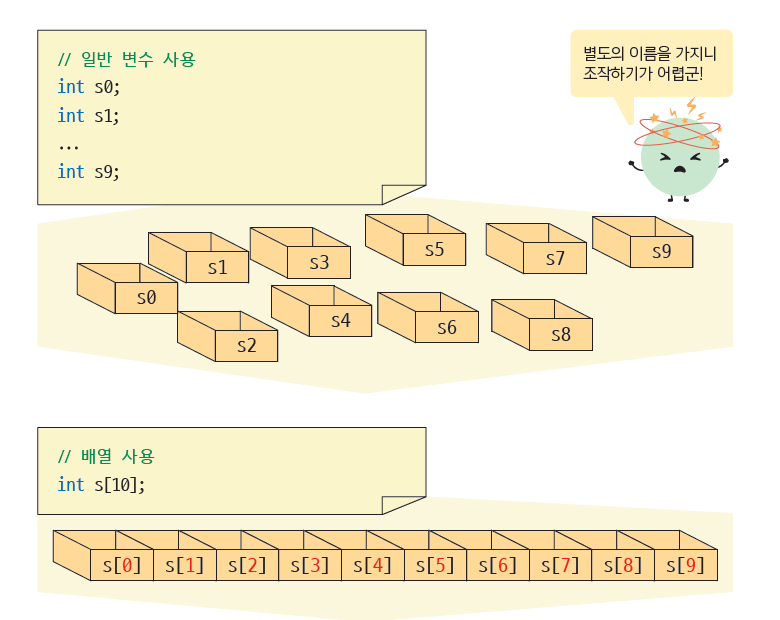 // 일반 변수 사용
int s0;
int s1;
...
int s9;
별도의 이름을 가지니
조작하기가 어렵군!
s0
s1
s2
s3
s4
s5
s6
s7
s8
s9
// 배열 사용
int s[10];
s[0] s[1] s[2] s[3] s[4] s[5] s[6] s[7] s[8] s[9]